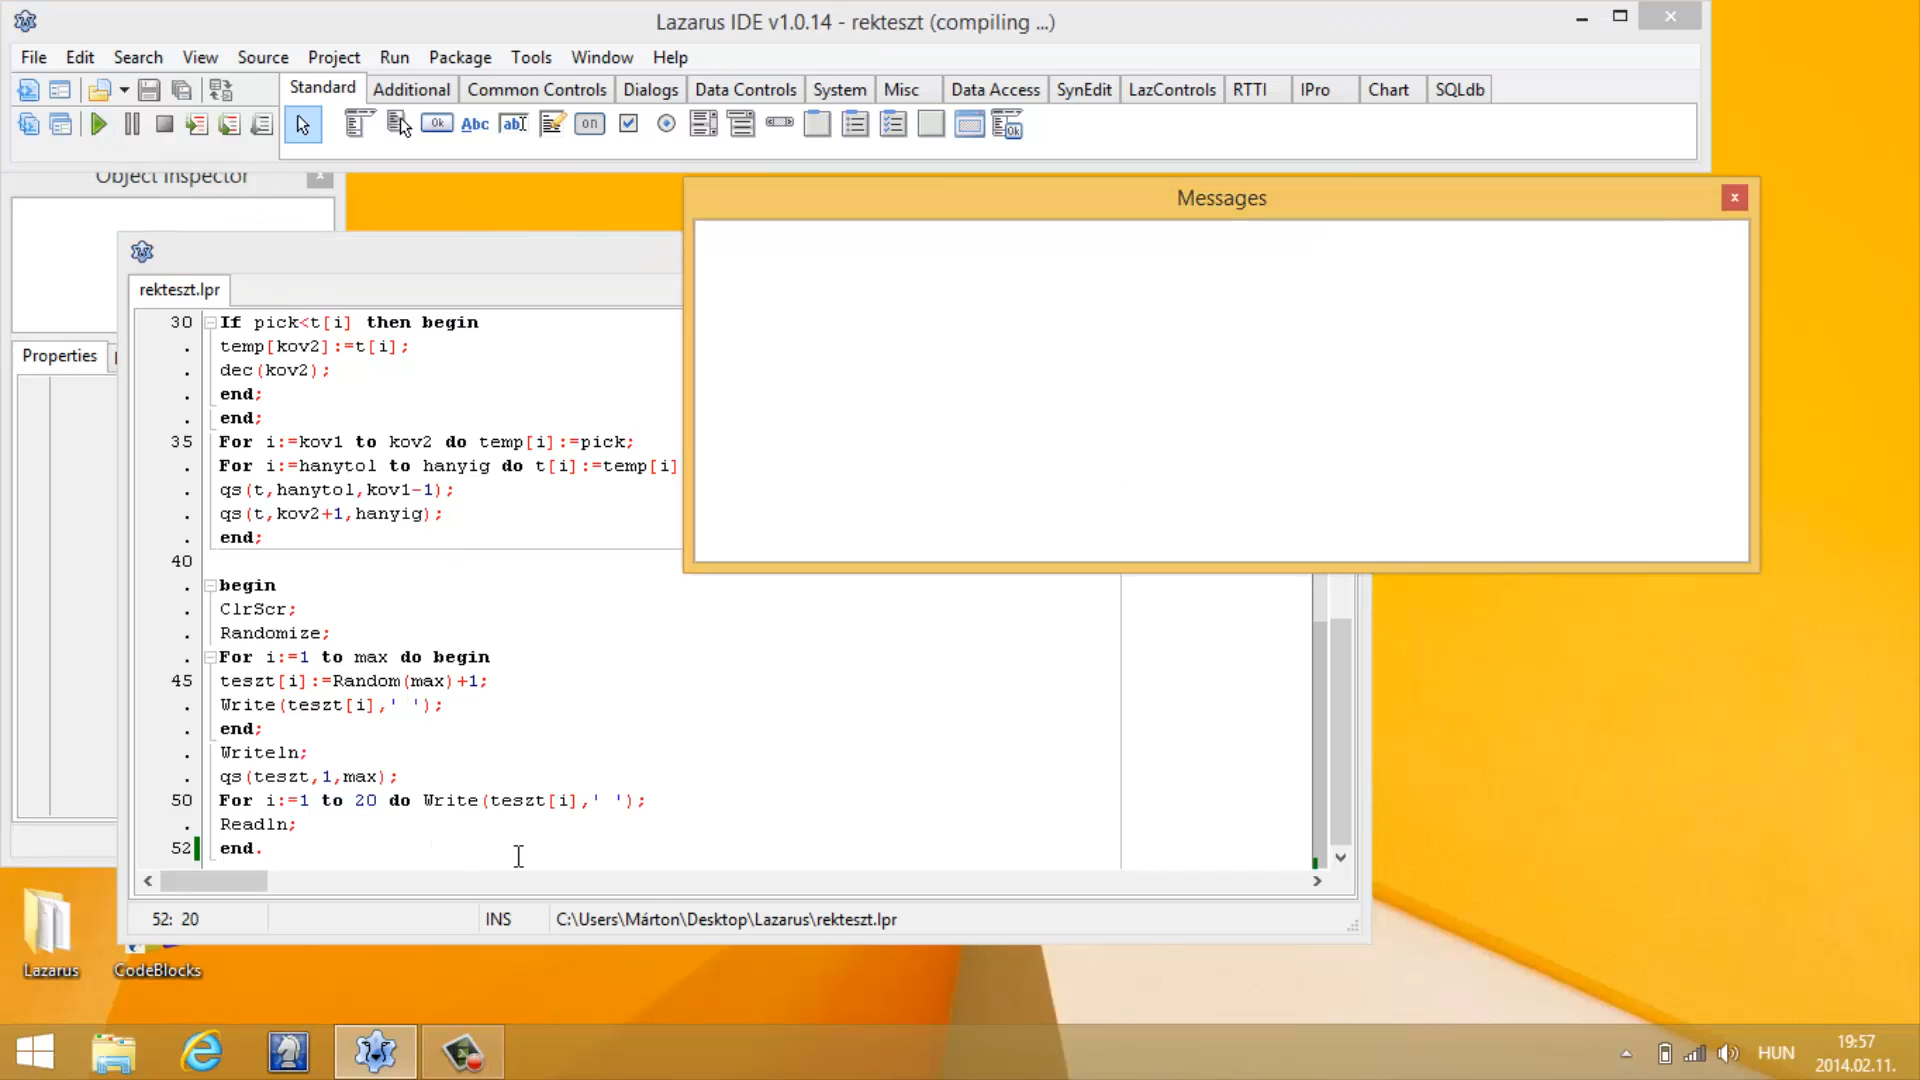 Lazarus IDE v1.0.14 - rekteszt (compiling ...)
File Edit Search View Source Project Run Package Tools Window Help
Standard Additional Common Controls Dialogs Data Controls System Misc Data Access SynEdit LazControls RTTI IPro Chart SQLdb
Ok Abc abI on Ok
Object Inspector
Messages
rekteszt.lpr
Properties
30 If pick<t[i] then begin
. temp[kov2]:=t[i];
. dec(kov2);
. end;
. end;
35 For i:=kov1 to kov2 do temp[i]:=pick;
. For i:=hanytol to hanyig do t[i]:=temp[i]
. qs(t,hanytol,kov1-1);
. qs(t,kov2+1,hanyig);
. end;
40
. begin
. ClrScr;
. Randomize;
. For i:=1 to max do begin
45 teszt[i]:=Random(max)+1;
. Write(teszt[i],' ');
. end;
. Writeln;
. qs(teszt,1,max);
50 For i:=1 to 20 do Write(teszt[i],' ');
. Readln;
52 end.
52: 20 INS C:\Users\Márton\Desktop\Lazarus\rekteszt.lpr
Lazarus CodeBlocks
HUN
19:57
2014.02.11.